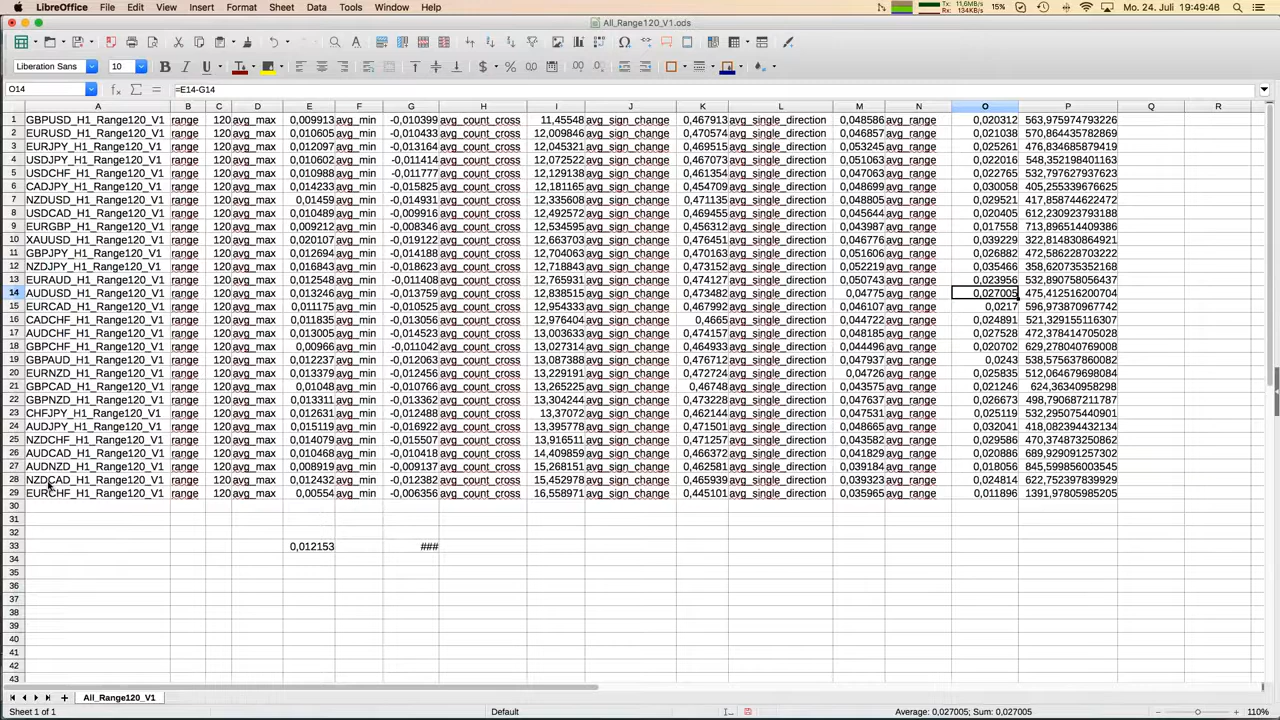 LibreOffice File Edit View Insert Format Sheet Data Tools Window Help Tx: 11,6MB/s Rx: 134KB/s 15% Mo. 24. Juli 19:49:46
All_Range120_V1.ods
Liberation Sans 10
O14 =E14-G14
A B C D E F G H I J K L M N O P Q R
1 GBPUSD_H1_Range120_V1 range 120 avg_max 0,009913 avg_min -0,010399 avg_count_cross 11,45548 avg_sign_change 0,467913 avg_single_direction 0,048586 avg_range 0,020312 563,975974793226
2 EURUSD_H1_Range120_V1 range 120 avg_max 0,010605 avg_min -0,010433 avg_count_cross 12,009846 avg_sign_change 0,470574 avg_single_direction 0,046857 avg_range 0,021038 570,864435782869
3 EURJPY_H1_Range120_V1 range 120 avg_max 0,012097 avg_min -0,013164 avg_count_cross 12,045321 avg_sign_change 0,469515 avg_single_direction 0,053245 avg_range 0,025261 476,834685879419
4 USDJPY_H1_Range120_V1 range 120 avg_max 0,010602 avg_min -0,011414 avg_count_cross 12,072522 avg_sign_change 0,467073 avg_single_direction 0,051063 avg_range 0,022016 548,352198401163
5 USDCHF_H1_Range120_V1 range 120 avg_max 0,010988 avg_min -0,011777 avg_count_cross 12,129138 avg_sign_change 0,461354 avg_single_direction 0,047063 avg_range 0,022765 532,797627937623
6 CADJPY_H1_Range120_V1 range 120 avg_max 0,014233 avg_min -0,015825 avg_count_cross 12,181165 avg_sign_change 0,454709 avg_single_direction 0,048699 avg_range 0,030058 405,255339676625
7 NZDUSD_H1_Range120_V1 range 120 avg_max 0,01459 avg_min -0,014931 avg_count_cross 12,335608 avg_sign_change 0,471135 avg_single_direction 0,048805 avg_range 0,029521 417,858744622472
8 USDCAD_H1_Range120_V1 range 120 avg_max 0,010489 avg_min -0,009916 avg_count_cross 12,492572 avg_sign_change 0,469455 avg_single_direction 0,045644 avg_range 0,020405 612,230923793188
9 EURGBP_H1_Range120_V1 range 120 avg_max 0,009212 avg_min -0,008346 avg_count_cross 12,534595 avg_sign_change 0,456312 avg_single_direction 0,043987 avg_range 0,017558 713,896514409386
10 XAUUSD_H1_Range120_V1 range 120 avg_max 0,020107 avg_min -0,019122 avg_count_cross 12,663703 avg_sign_change 0,476451 avg_single_direction 0,046776 avg_range 0,039229 322,814830864921
11 GBPJPY_H1_Range120_V1 range 120 avg_max 0,012694 avg_min -0,014188 avg_count_cross 12,704063 avg_sign_change 0,470163 avg_single_direction 0,051606 avg_range 0,026882 472,586228703222
12 NZDJPY_H1_Range120_V1 range 120 avg_max 0,016843 avg_min -0,018623 avg_count_cross 12,718843 avg_sign_change 0,473152 avg_single_direction 0,052219 avg_range 0,035466 358,620735352168
13 EURAUD_H1_Range120_V1 range 120 avg_max 0,012548 avg_min -0,011408 avg_count_cross 12,765931 avg_sign_change 0,474127 avg_single_direction 0,050743 avg_range 0,023956 532,890758056437
14 AUDUSD_H1_Range120_V1 range 120 avg_max 0,013246 avg_min -0,013759 avg_count_cross 12,838515 avg_sign_change 0,473482 avg_single_direction 0,04775 avg_range 0,027005 475,412516200704
15 EURCAD_H1_Range120_V1 range 120 avg_max 0,011175 avg_min -0,010525 avg_count_cross 12,954333 avg_sign_change 0,467992 avg_single_direction 0,046107 avg_range 0,0217 596,973870967742
16 CADCHF_H1_Range120_V1 range 120 avg_max 0,011835 avg_min -0,013056 avg_count_cross 12,976404 avg_sign_change 0,4665 avg_single_direction 0,044702 avg_range 0,024891 521,329155116307
17 AUDCHF_H1_Range120_V1 range 120 avg_max 0,013005 avg_min -0,014523 avg_count_cross 13,003633 avg_sign_change 0,474157 avg_single_direction 0,048185 avg_range 0,027528 472,378414705028
18 GBPCHF_H1_Range120_V1 range 120 avg_max 0,00966 avg_min -0,011042 avg_count_cross 13,027314 avg_sign_change 0,464933 avg_single_direction 0,044496 avg_range 0,020702 629,278040769008
19 GBPAUD_H1_Range120_V1 range 120 avg_max 0,012237 avg_min -0,012063 avg_count_cross 13,087388 avg_sign_change 0,476712 avg_single_direction 0,047937 avg_range 0,0243 538,575637860082
20 EURNZD_H1_Range120_V1 range 120 avg_max 0,013379 avg_min -0,012456 avg_count_cross 13,229191 avg_sign_change 0,472724 avg_single_direction 0,04726 avg_range 0,025835 512,064679698084
21 GBPCAD_H1_Range120_V1 range 120 avg_max 0,01048 avg_min -0,010766 avg_count_cross 13,265225 avg_sign_change 0,46748 avg_single_direction 0,043575 avg_range 0,021246 624,36340958298
22 GBPNZD_H1_Range120_V1 range 120 avg_max 0,013311 avg_min -0,013362 avg_count_cross 13,304244 avg_sign_change 0,473228 avg_single_direction 0,047637 avg_range 0,026673 498,790687211787
23 CHFJPY_H1_Range120_V1 range 120 avg_max 0,012631 avg_min -0,012488 avg_count_cross 13,37072 avg_sign_change 0,462144 avg_single_direction 0,047531 avg_range 0,025119 532,295075440901
24 AUDJPY_H1_Range120_V1 range 120 avg_max 0,015119 avg_min -0,016922 avg_count_cross 13,395778 avg_sign_change 0,471501 avg_single_direction 0,048665 avg_range 0,032041 418,082394432134
25 NZDCHF_H1_Range120_V1 range 120 avg_max 0,014079 avg_min -0,015507 avg_count_cross 13,916511 avg_sign_change 0,471257 avg_single_direction 0,043582 avg_range 0,029586 470,374873250862
26 AUDCAD_H1_Range120_V1 range 120 avg_max 0,010468 avg_min -0,010418 avg_count_cross 14,409859 avg_sign_change 0,466372 avg_single_direction 0,041829 avg_range 0,020886 689,929091257302
27 AUDNZD_H1_Range120_V1 range 120 avg_max 0,008919 avg_min -0,009137 avg_count_cross 15,268151 avg_sign_change 0,462581 avg_single_direction 0,039184 avg_range 0,018056 845,599856003545
28 NZDCAD_H1_Range120_V1 range 120 avg_max 0,012432 avg_min -0,012382 avg_count_cross 15,452978 avg_sign_change 0,465939 avg_single_direction 0,039323 avg_range 0,024814 622,752397839929
29 EURCHF_H1_Range120_V1 range 120 avg_max 0,00554 avg_min -0,006356 avg_count_cross 16,558971 avg_sign_change 0,445101 avg_single_direction 0,035965 avg_range 0,011896 1391,97805985205
30
31
32
33 0,012153 ###
34
35
36
37
38
39
40
41
42
43
All_Range120_V1
Sheet 1 of 1 Default Average: 0,027005; Sum: 0,027005 110%